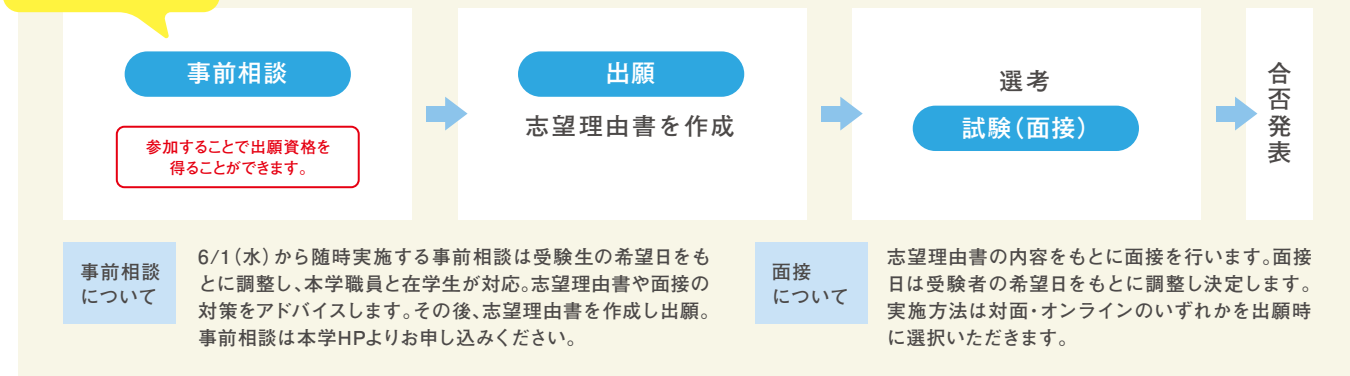 事前相談
参加することで出願資格を
得ることができます。
出願
志望理由書を作成
選考
試験(面接)
合否発表
事前相談
について
6/1(水)から随時実施する事前相談は受験生の希望日をも
とに調整し、本学職員と在学生が対応。志望理由書や面接の
対策をアドバイスします。その後、志望理由書を作成し出願。
事前相談は本学HPよりお申し込みください。
面接
について
志望理由書の内容をもとに面接を行います。面接
日は受験者の希望日をもとに調整し決定します。
実施方法は対面・オンラインのいずれかを出願時
に選択いただきます。